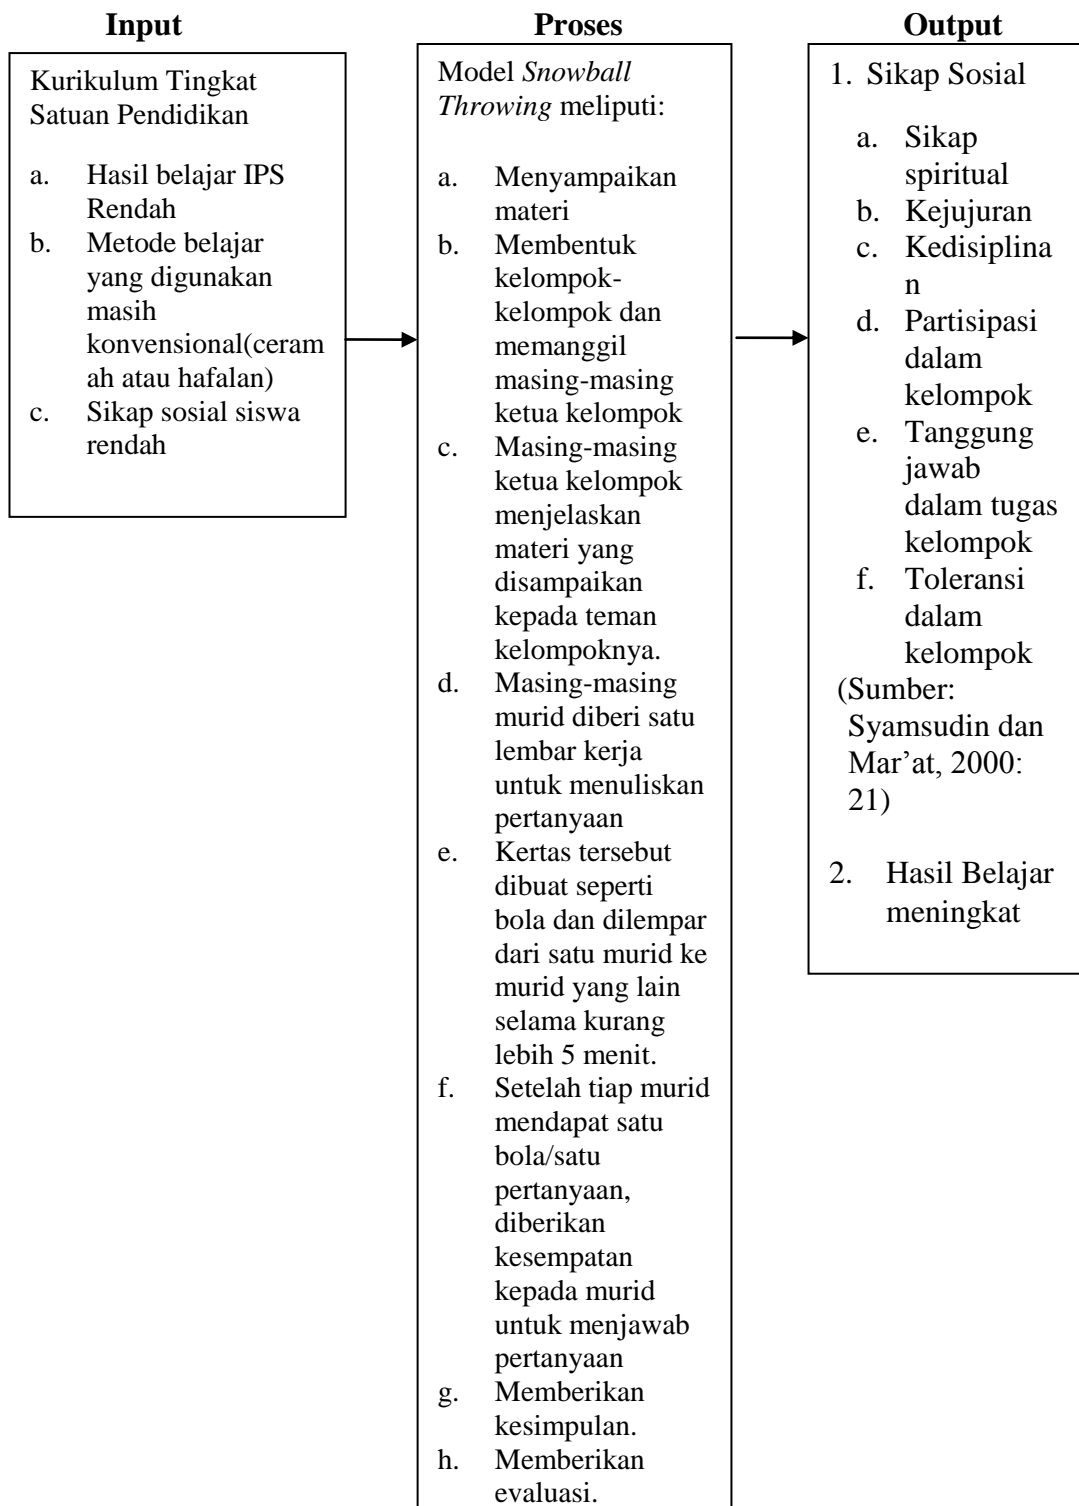 Input
Kurikulum Tingkat
Satuan Pendidikan
a. Hasil belajar IPS
Rendah
b. Metode belajar
yang digunakan
masih
konvensional(ceram
ah atau hafalan)
c. Sikap sosial siswa
rendah
Proses
Model Snowball
Throwing meliputi:
a. Menyampaikan
materi
b. Membentuk
kelompok-
kelompok dan
memanggil
masing-masing
ketua kelompok
c. Masing-masing
ketua kelompok
menjelaskan
materi yang
disampaikan
kepada teman
kelompoknya.
d. Masing-masing
murid diberi satu
lembar kerja
untuk menuliskan
pertanyaan
e. Kertas tersebut
dibuat seperti
bola dan dilempar
dari satu murid ke
murid yang lain
selama kurang
lebih 5 menit.
f. Setelah tiap murid
mendapat satu
bola/satu
pertanyaan,
diberikan
kesempatan
kepada murid
untuk menjawab
pertanyaan
g. Memberikan
kesimpulan.
h. Memberikan
evaluasi.
Output
1. Sikap Sosial
a. Sikap
spiritual
b. Kejujuran
c. Kedisiplina
n
d. Partisipasi
dalam
kelompok
e. Tanggung
jawab
dalam tugas
kelompok
f. Toleransi
dalam
kelompok
(Sumber:
Syamsudin dan
Mar’at, 2000:
21)
2. Hasil Belajar
meningkat